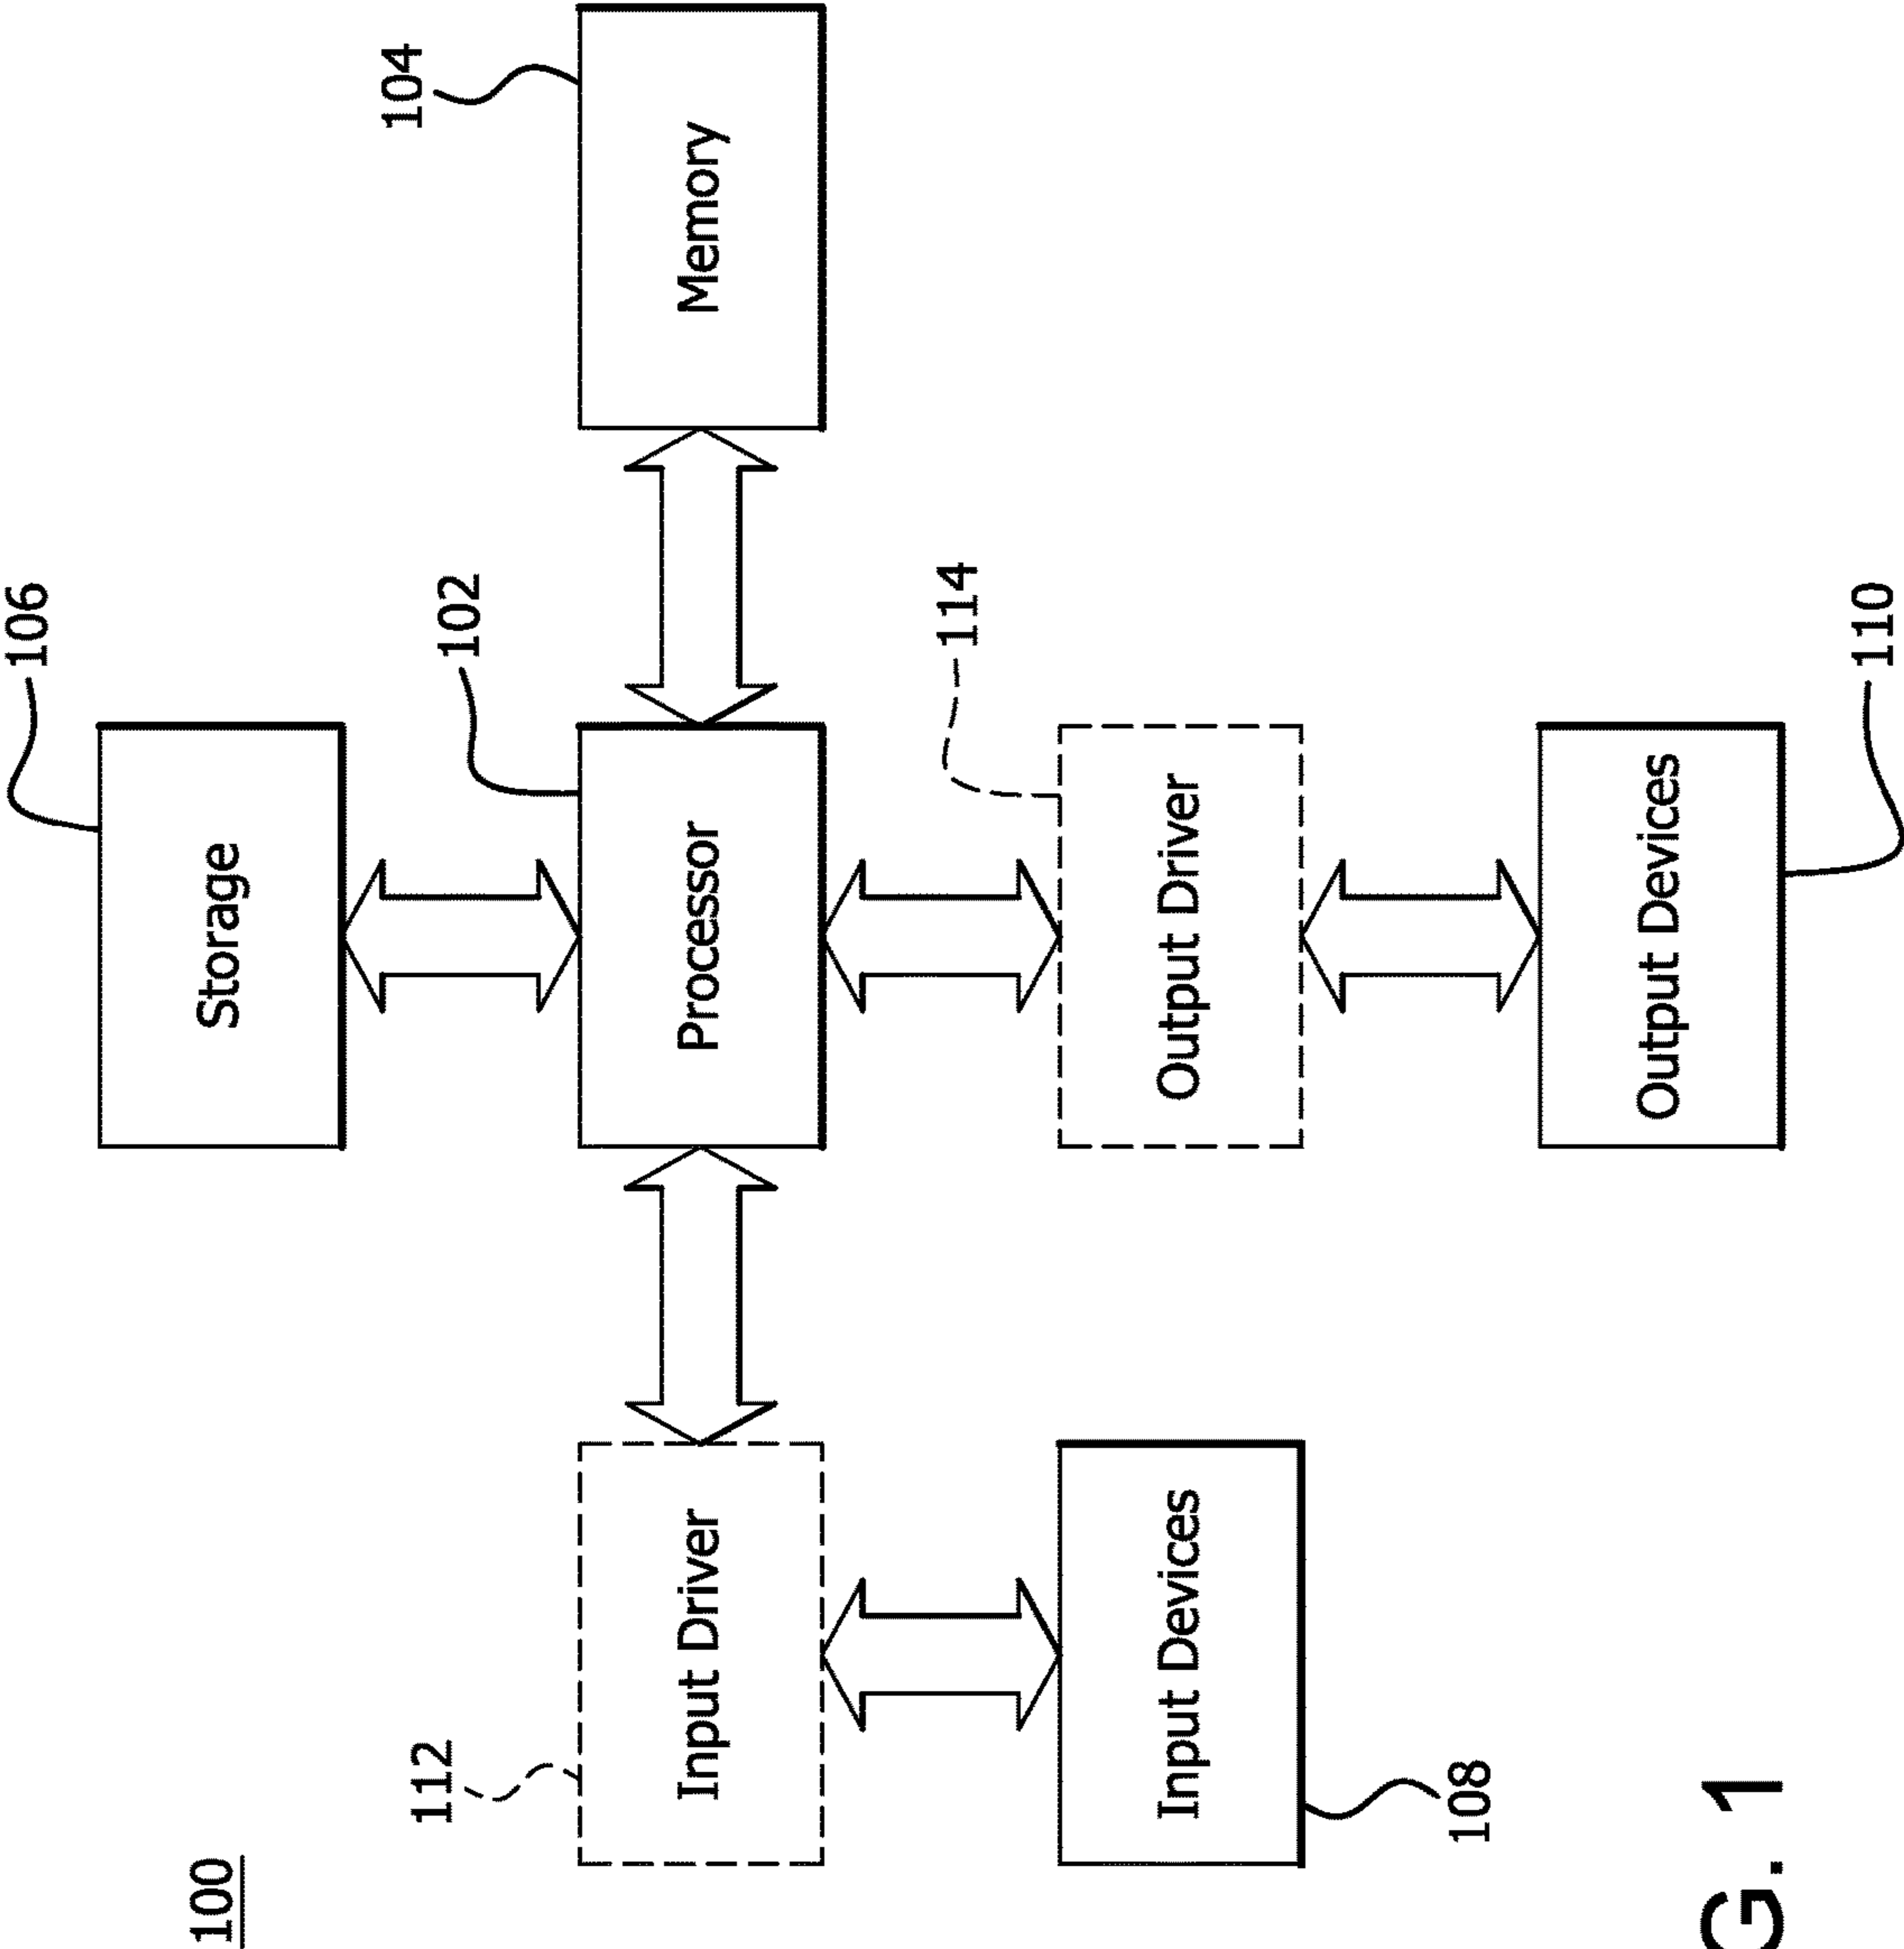 106
100
Storage
104
112
102
Input Driver
Processor
Memory
114
Input Devices
Output Driver
108
Output Devices
G. 1
110